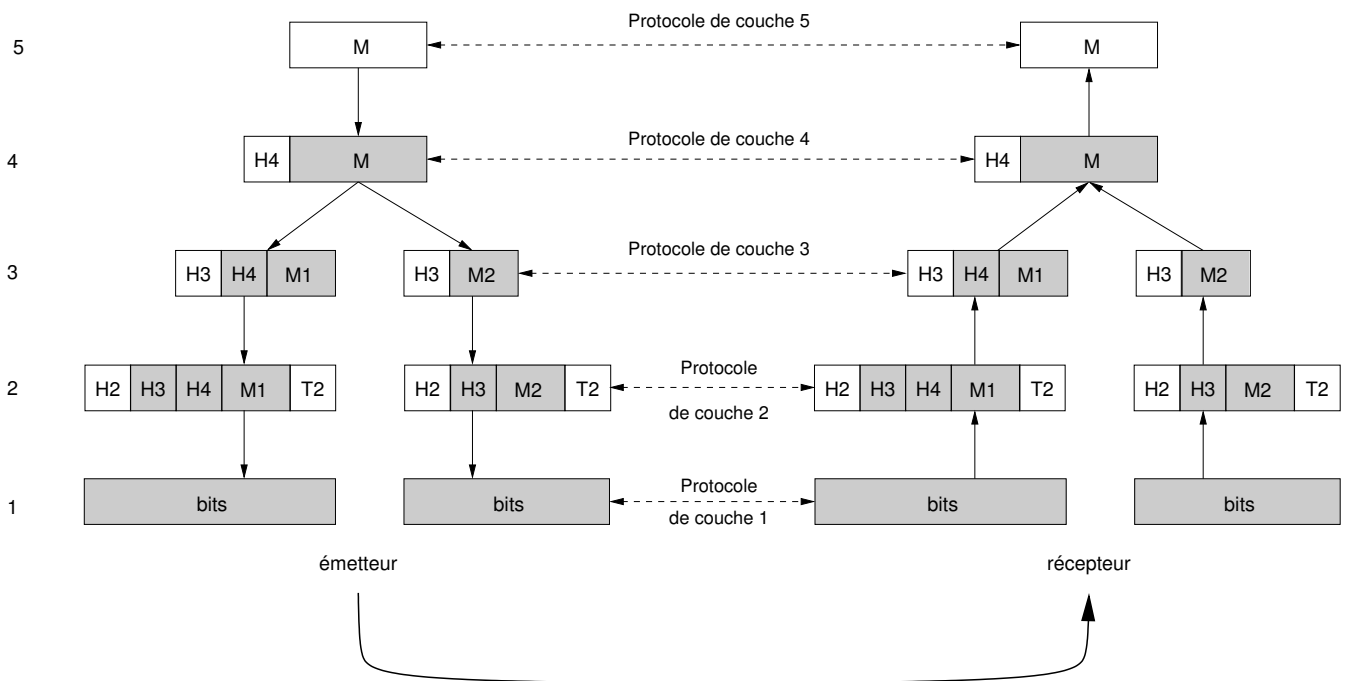 Protocole de couche 5
5 M M
Protocole de couche 4
4 H4 M H4 M
Protocole de couche 3
3 H3 H4 M1 H3 M2 H3 H4 M1 H3 M2
Protocole
2 H2 H3 H4 M1 T2 H2 H3 M2 T2 H2 H3 H4 M1 T2 H2 H3 M2 T2
de couche 2
Protocole
1 bits bits bits bits
de couche 1
émetteur récepteur